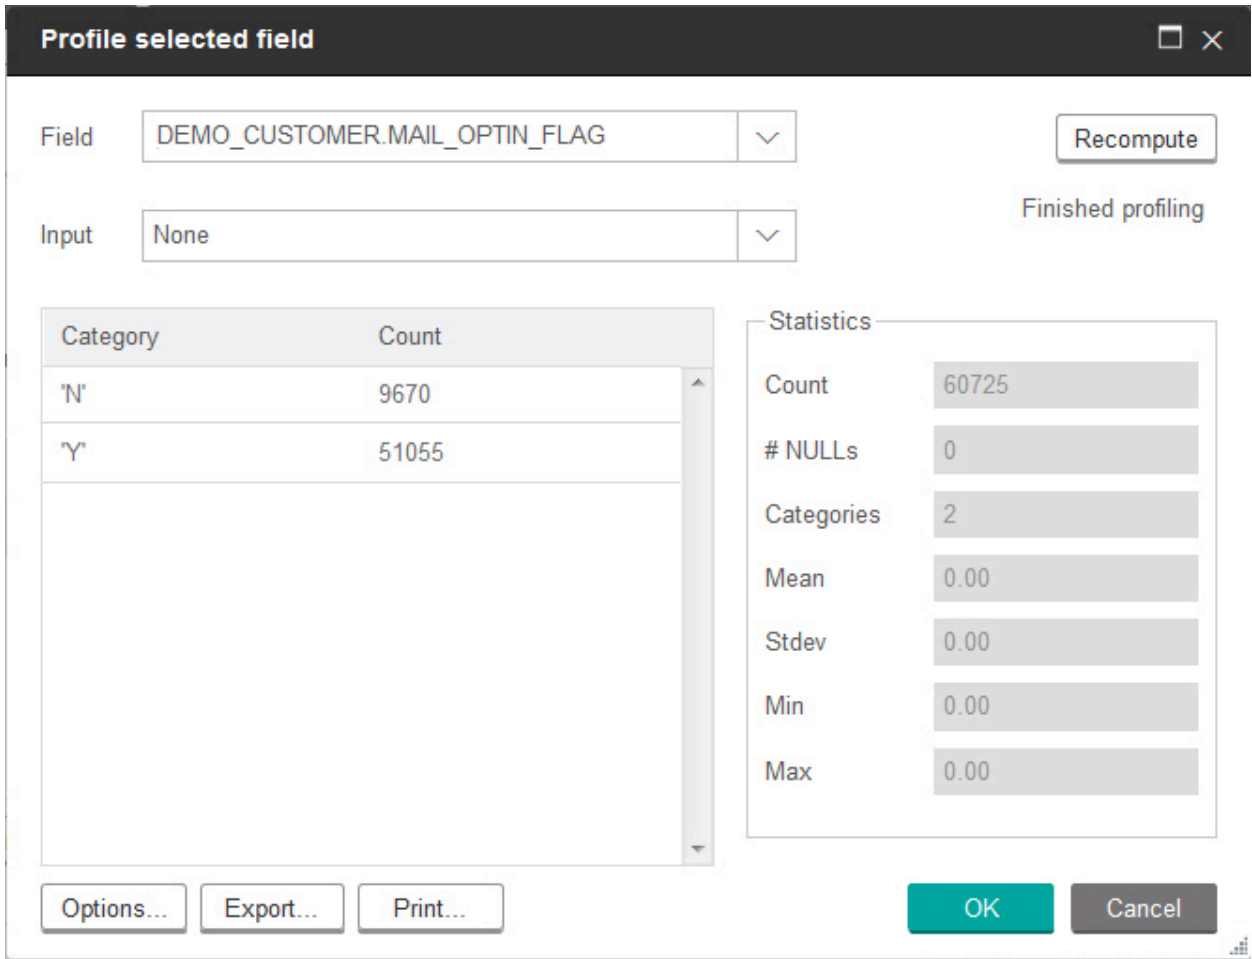 Profile selected field
Field DEMO_CUSTOMER.MAIL_OPTIN_FLAG Recompute
Finished profiling
Input None
Category Count
'N' 9670
'Y' 51055
Statistics
Count 60725
# NULLs 0
Categories 2
Mean 0.00
Stdev 0.00
Min 0.00
Max 0.00
Options... Export... Print... OK Cancel